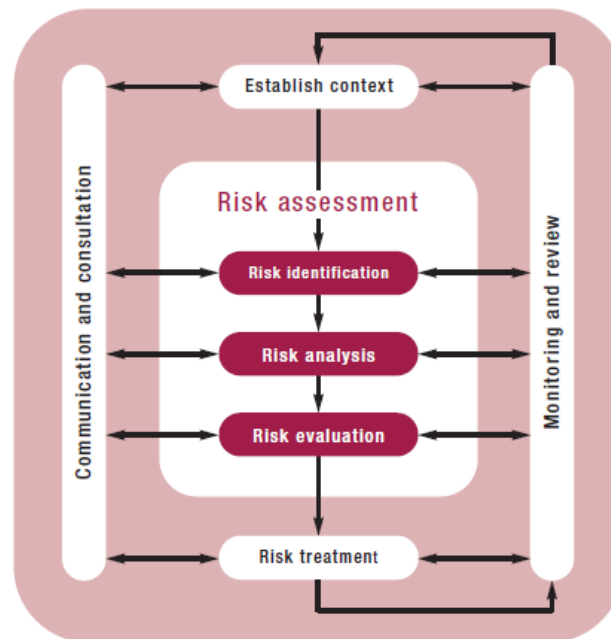 Establish context
Communication and consultation
Risk assessment
Risk identification
Risk analysis
Risk evaluation
Monitoring and review
Risk treatment